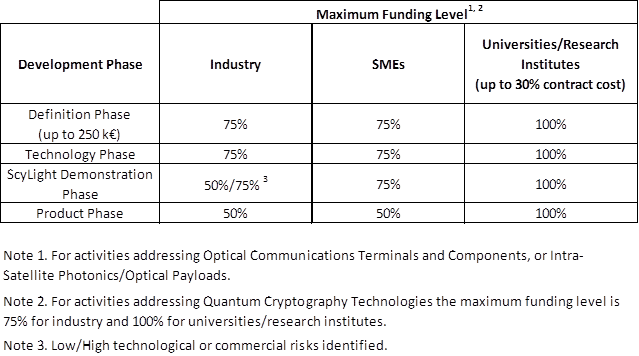 Maximum Funding Level1, 2
Development Phase
Industry
SMEs
Universities/Research
Institutes
(up to 30% contract cost)
Definition Phase
(up to 250 k€)
75%
75%
100%
Technology Phase
75%
75%
100%
ScyLight Demonstration
Phase
50%/75% 3
75%
100%
Product Phase
50%
50%
100%
Note 1. For activities addressing Optical Communications Terminals and Components, or Intra-
Satellite Photonics/Optical Payloads.
Note 2. For activities addressing Quantum Cryptography Technologies the maximum funding level is
75% for industry and 100% for universities/research institutes.
Note 3. Low/High technological or commercial risks identified.